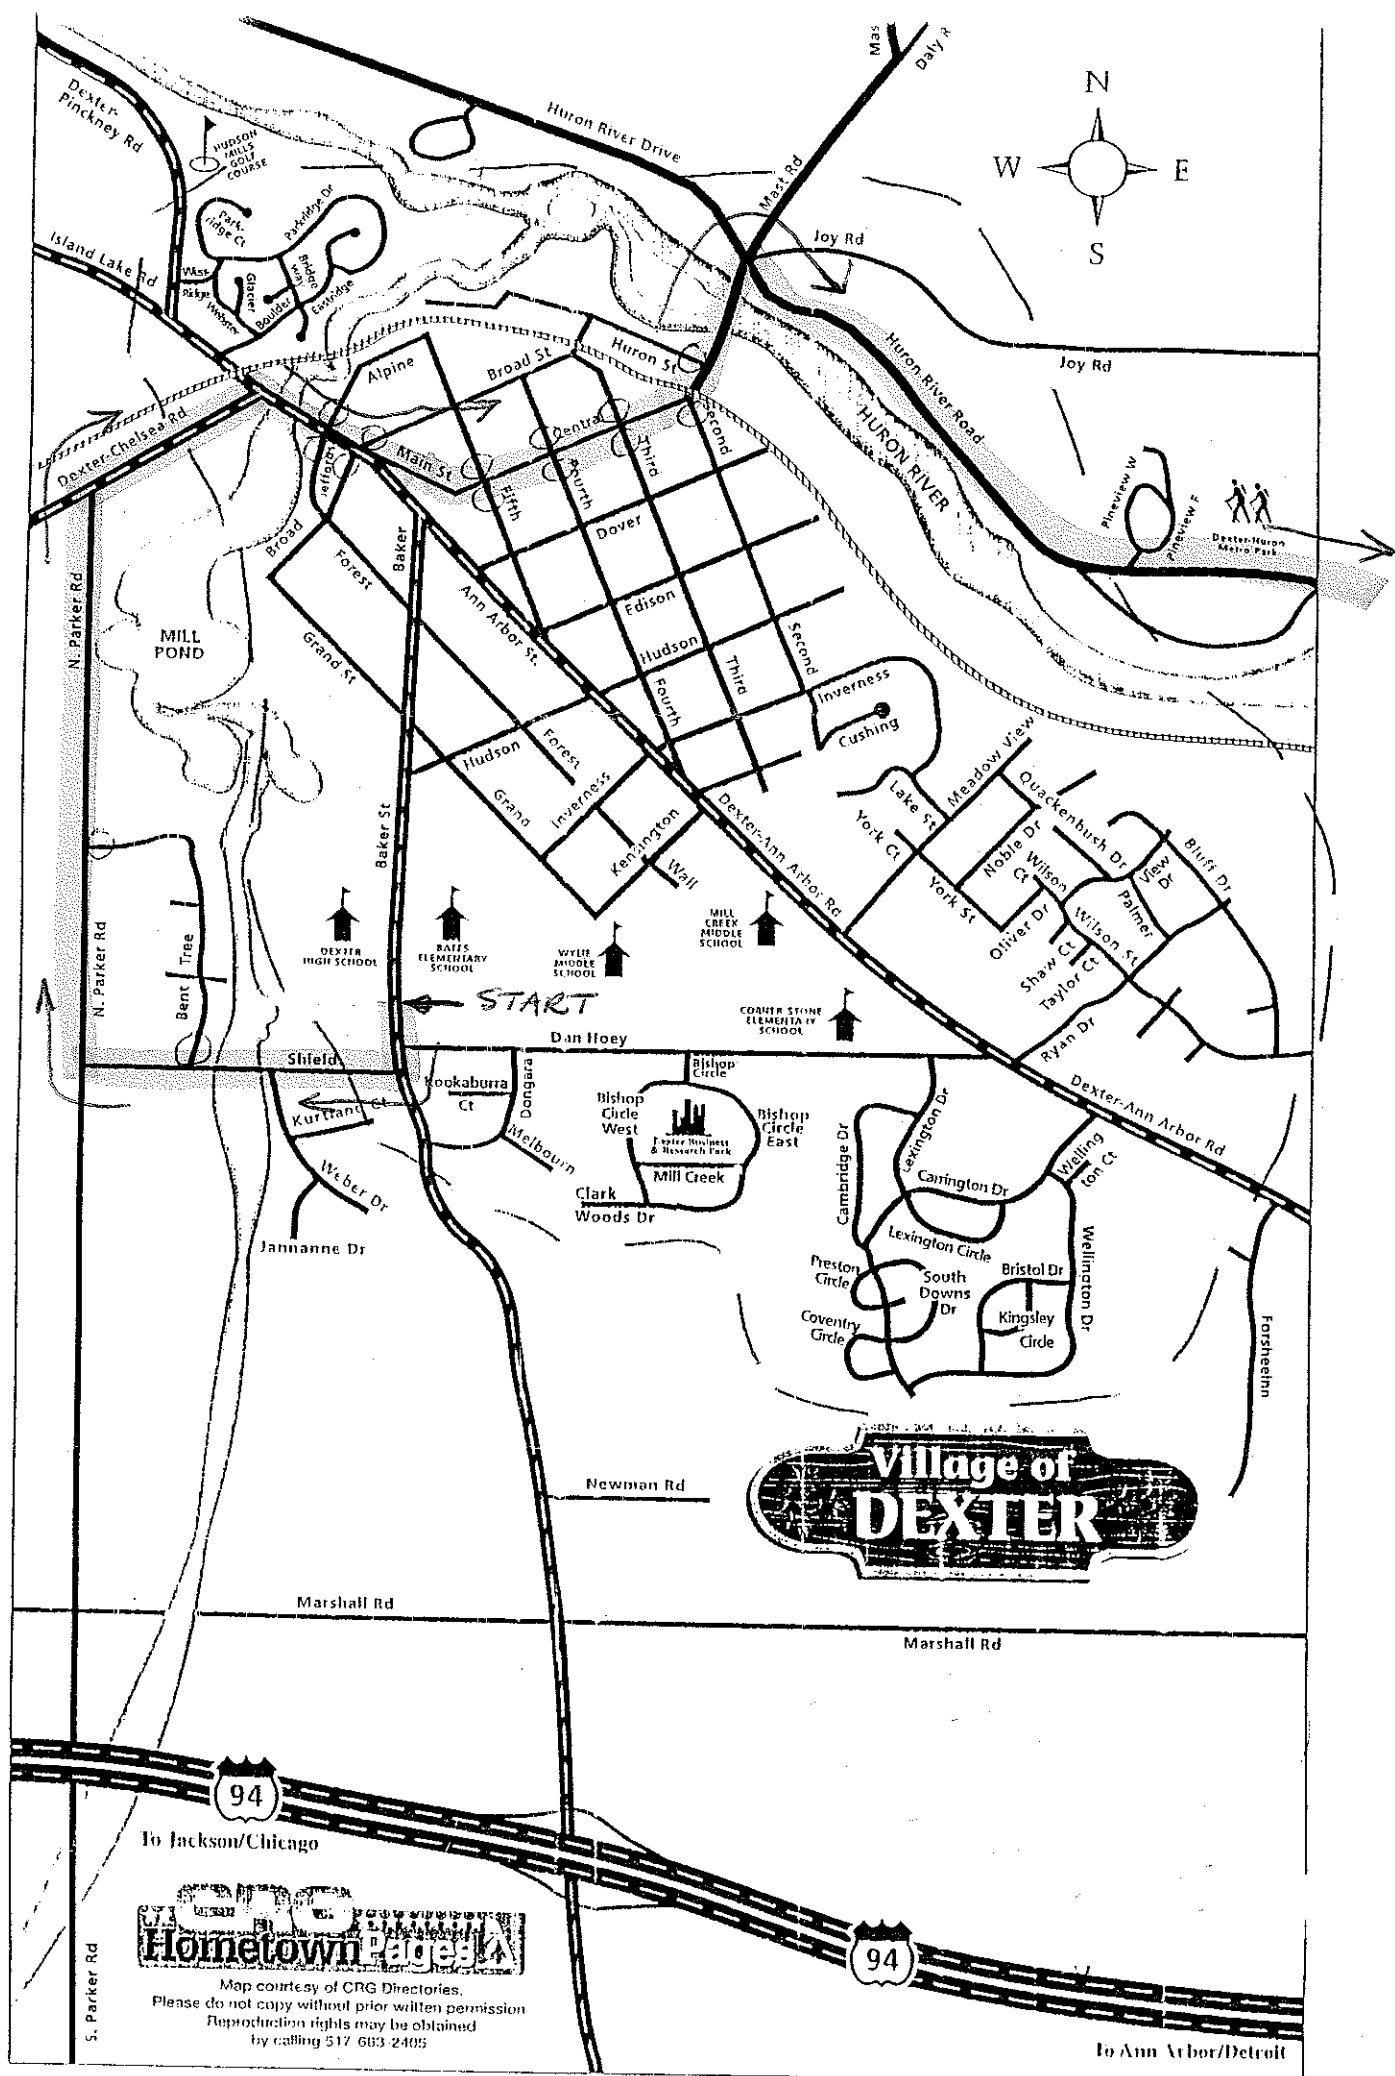 Mas
Daly R
N
W
E
S
Huron River Drive
Mast Rd
Dexter-
Pinckney Rd
HUDSON
MILLS
GOLF
COURSE
Park-
ridge Ct
Parkridge Dr
Joy Rd
Island Lake Rd
West
Ridge
Glacier
Bridge
way
Webster
Boulder
Eastridge
Joy Rd
Huron River Road
Alpine
Broad St
Huron St
Dexter-Chelsea Rd
Central
Second
Third
Main St
Jeffords
Fifth
Fourth
HURON RIVER
Pineview W
Dexter-Huron
Metro Park
Broad
Baker
Dover
Forest
Edison
Ann Arbor St.
N. Parker Rd
MILL
POND
Grand St
Hudson
Second
Third
Fourth
Inverness
Cushing
Hudson
Forest
Inverness
Grand
Kensington
Wall
Meadow View
Lake St
York Ct
Quackenbush Dr
Noble Dr
Wilson
Ct
View
Dr
Bluff Dr
Palmer
York St
Oliver Dr
Wilson St
Shaw Ct
Taylor Ct
Baker St
Dexter-Ann Arbor Rd
DEXTER
HIGH SCHOOL
BATES
ELEMENTARY
SCHOOL
WYLIE
MIDDLE
SCHOOL
MILL
CREEK
MIDDLE
SCHOOL
N. Parker Rd
Bent Tree
START
CORNER STONE
ELEMENTARY
SCHOOL
Dan Hoey
Ryan Dr
Shield
Kookaburra
Ct
Dongara
Bishop
Circle
Dexter-Ann Arbor Rd
Kurtland Ct
Melbourn
Bishop
Circle
West
Dexter Business
& Research Park
Bishop
Circle
East
Mill Creek
Clark
Woods Dr
Weber Dr
Jannanne Dr
Cambridge Dr
Lexington Dr
Carrington Dr
Welling
ton Ct
Lexington Circle
Wellington Dr
Preston
Circle
South
Downs
Dr
Bristol Dr
Coventry
Circle
Kingsley
Circle
Village of
DEXTER
Newman Rd
Marshall Rd
Marshall Rd
94
To Jackson/Chicago
CRG
Hometown Pages
Map courtesy of CRG Directories.
Please do not copy without prior written permission
Reproduction rights may be obtained
by calling 517-663-2405
S. Parker Rd
94
To Ann Arbor/Detroit